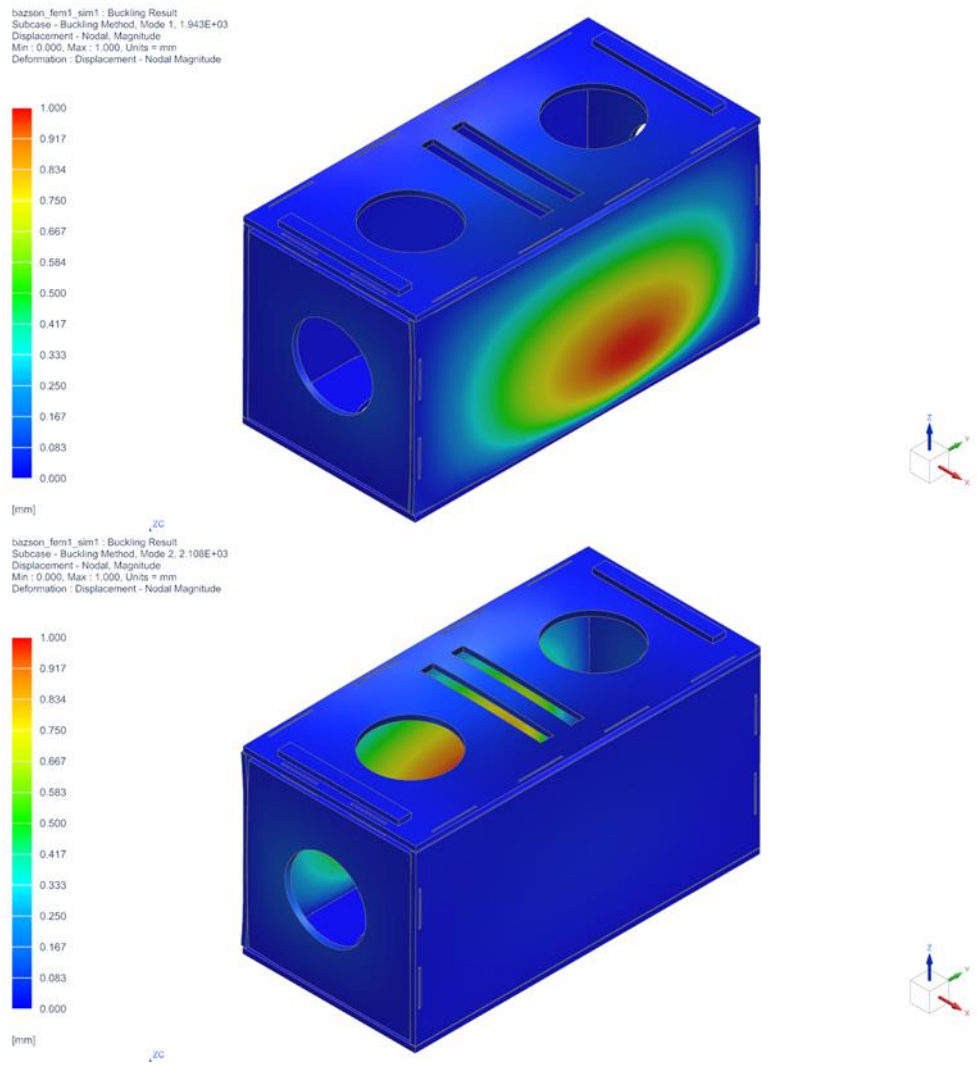 bazson_fem1_sim1 : Buckling Result
Subcase - Buckling Method, Mode 1, 1.943E+03
Displacement - Nodal, Magnitude
Min : 0.000, Max : 1.000, Units = mm
Deformation : Displacement - Nodal Magnitude
1.000
0.917
0.834
0.750
0.667
0.584
0.500
0.417
0.333
0.250
0.167
0.083
0.000
[mm]
ZC
Z
Y
X
bazson_fem1_sim1 : Buckling Result
Subcase - Buckling Method, Mode 2, 2.108E+03
Displacement - Nodal, Magnitude
Min : 0.000, Max : 1.000, Units = mm
Deformation : Displacement - Nodal Magnitude
1.000
0.917
0.834
0.750
0.667
0.583
0.500
0.417
0.333
0.250
0.167
0.083
0.000
[mm]
ZC
Z
Y
X